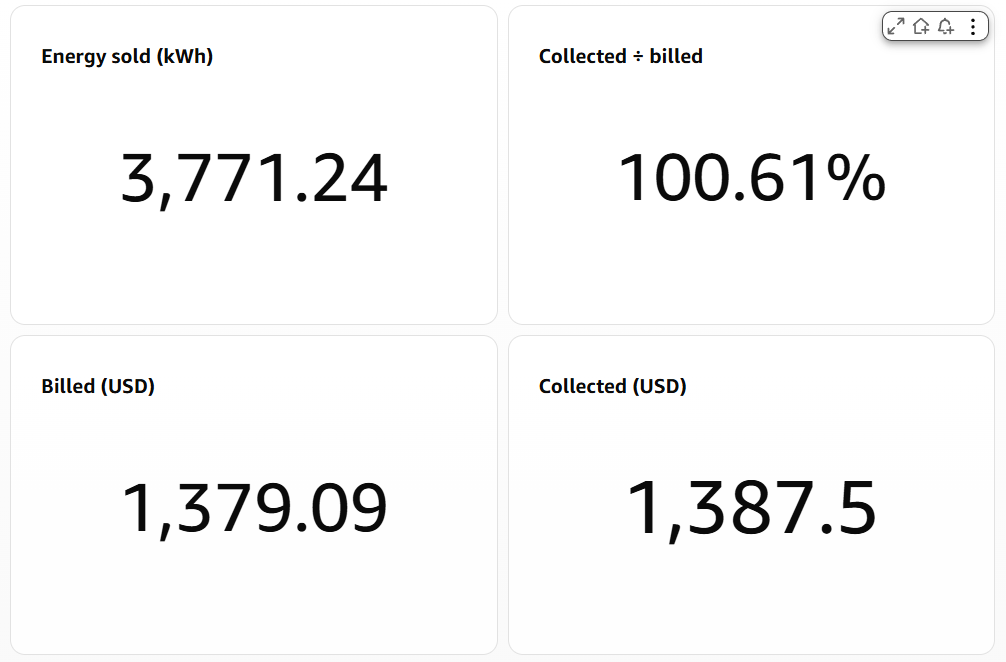 Energy sold (kWh)
3,771.24
Collected ÷ billed
100.61%
Billed (USD)
1,379.09
Collected (USD)
1,387.5